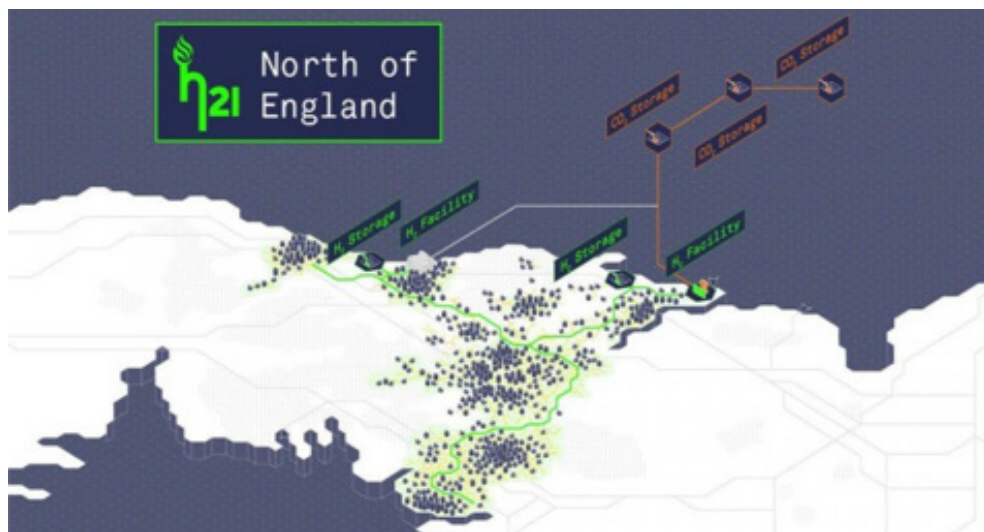 h21
North of
England
CO₂ Storage
CO₂ Storage
CO₂ Storage
H₂ Storage
H₂ Facility
H₂ Storage
H₂ Facility